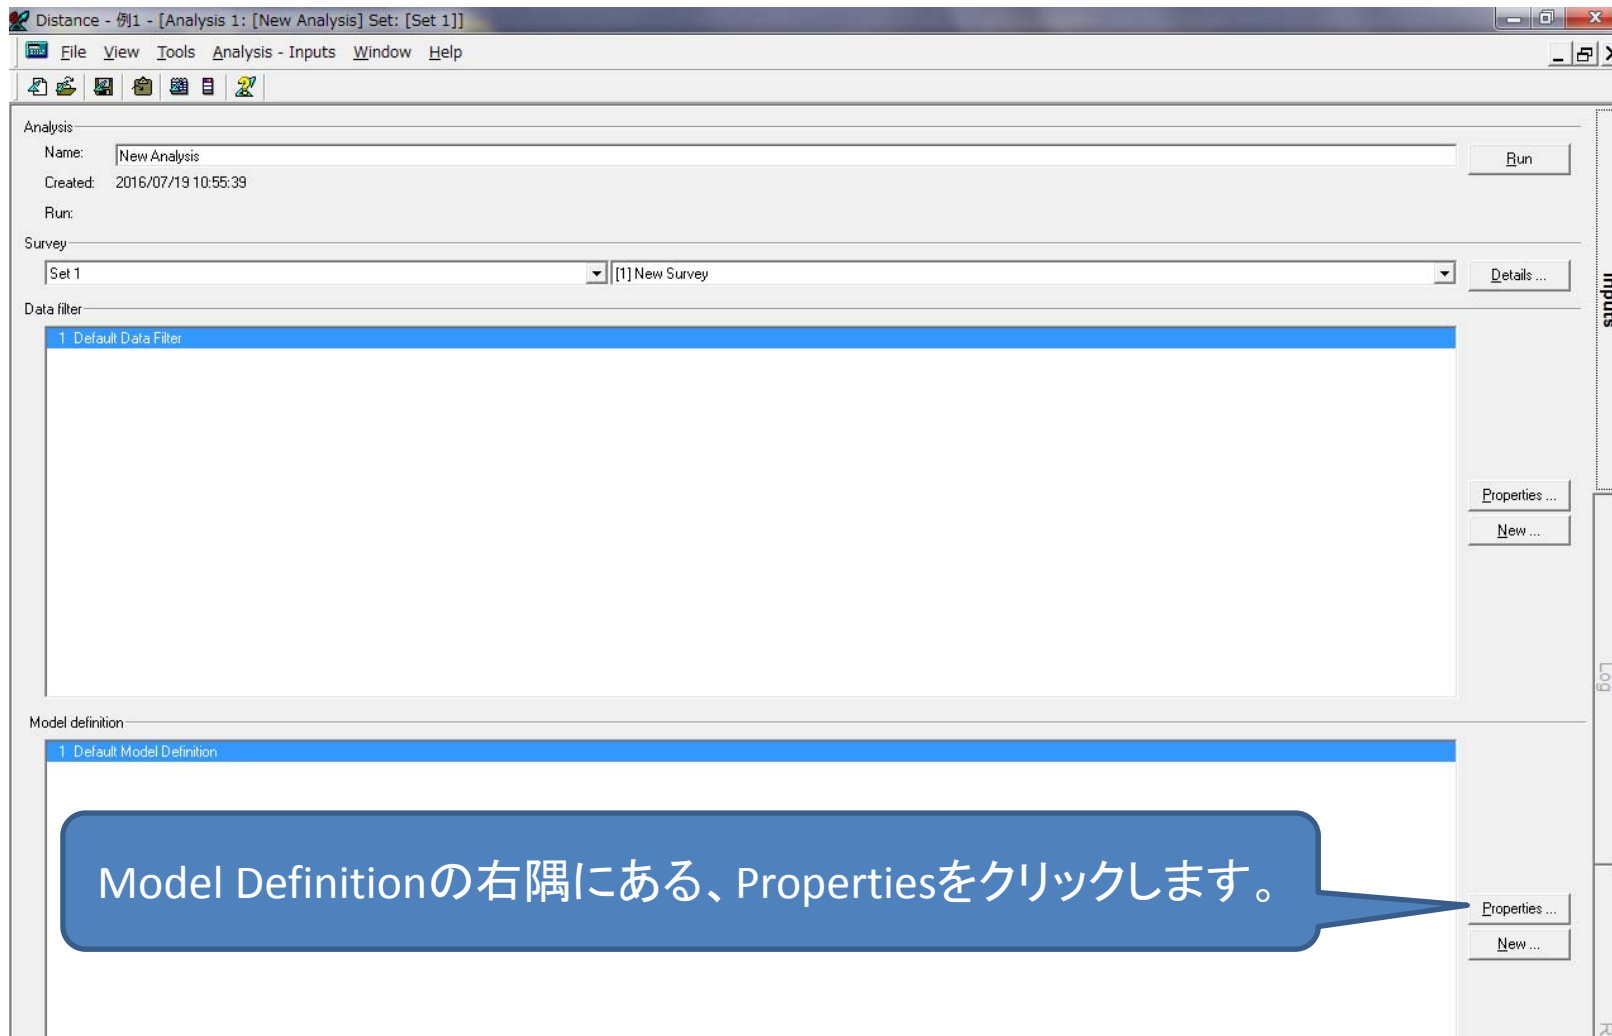 Distance - 例1 - [Analysis 1: [New Analysis] Set: [Set 1]]
File View Tools Analysis - Inputs Window Help
Analysis
Name: New Analysis
Run
Created: 2016/07/19 10:55:39
Run:
Survey
Set 1
[1] New Survey
Details ...
Inputs
Data filter
1 Default Data Filter
Properties ...
New ...
Log
Model definition
1 Default Model Definition
Model Definitionの右隅にある、Propertiesをクリックします。
Properties ...
New ...